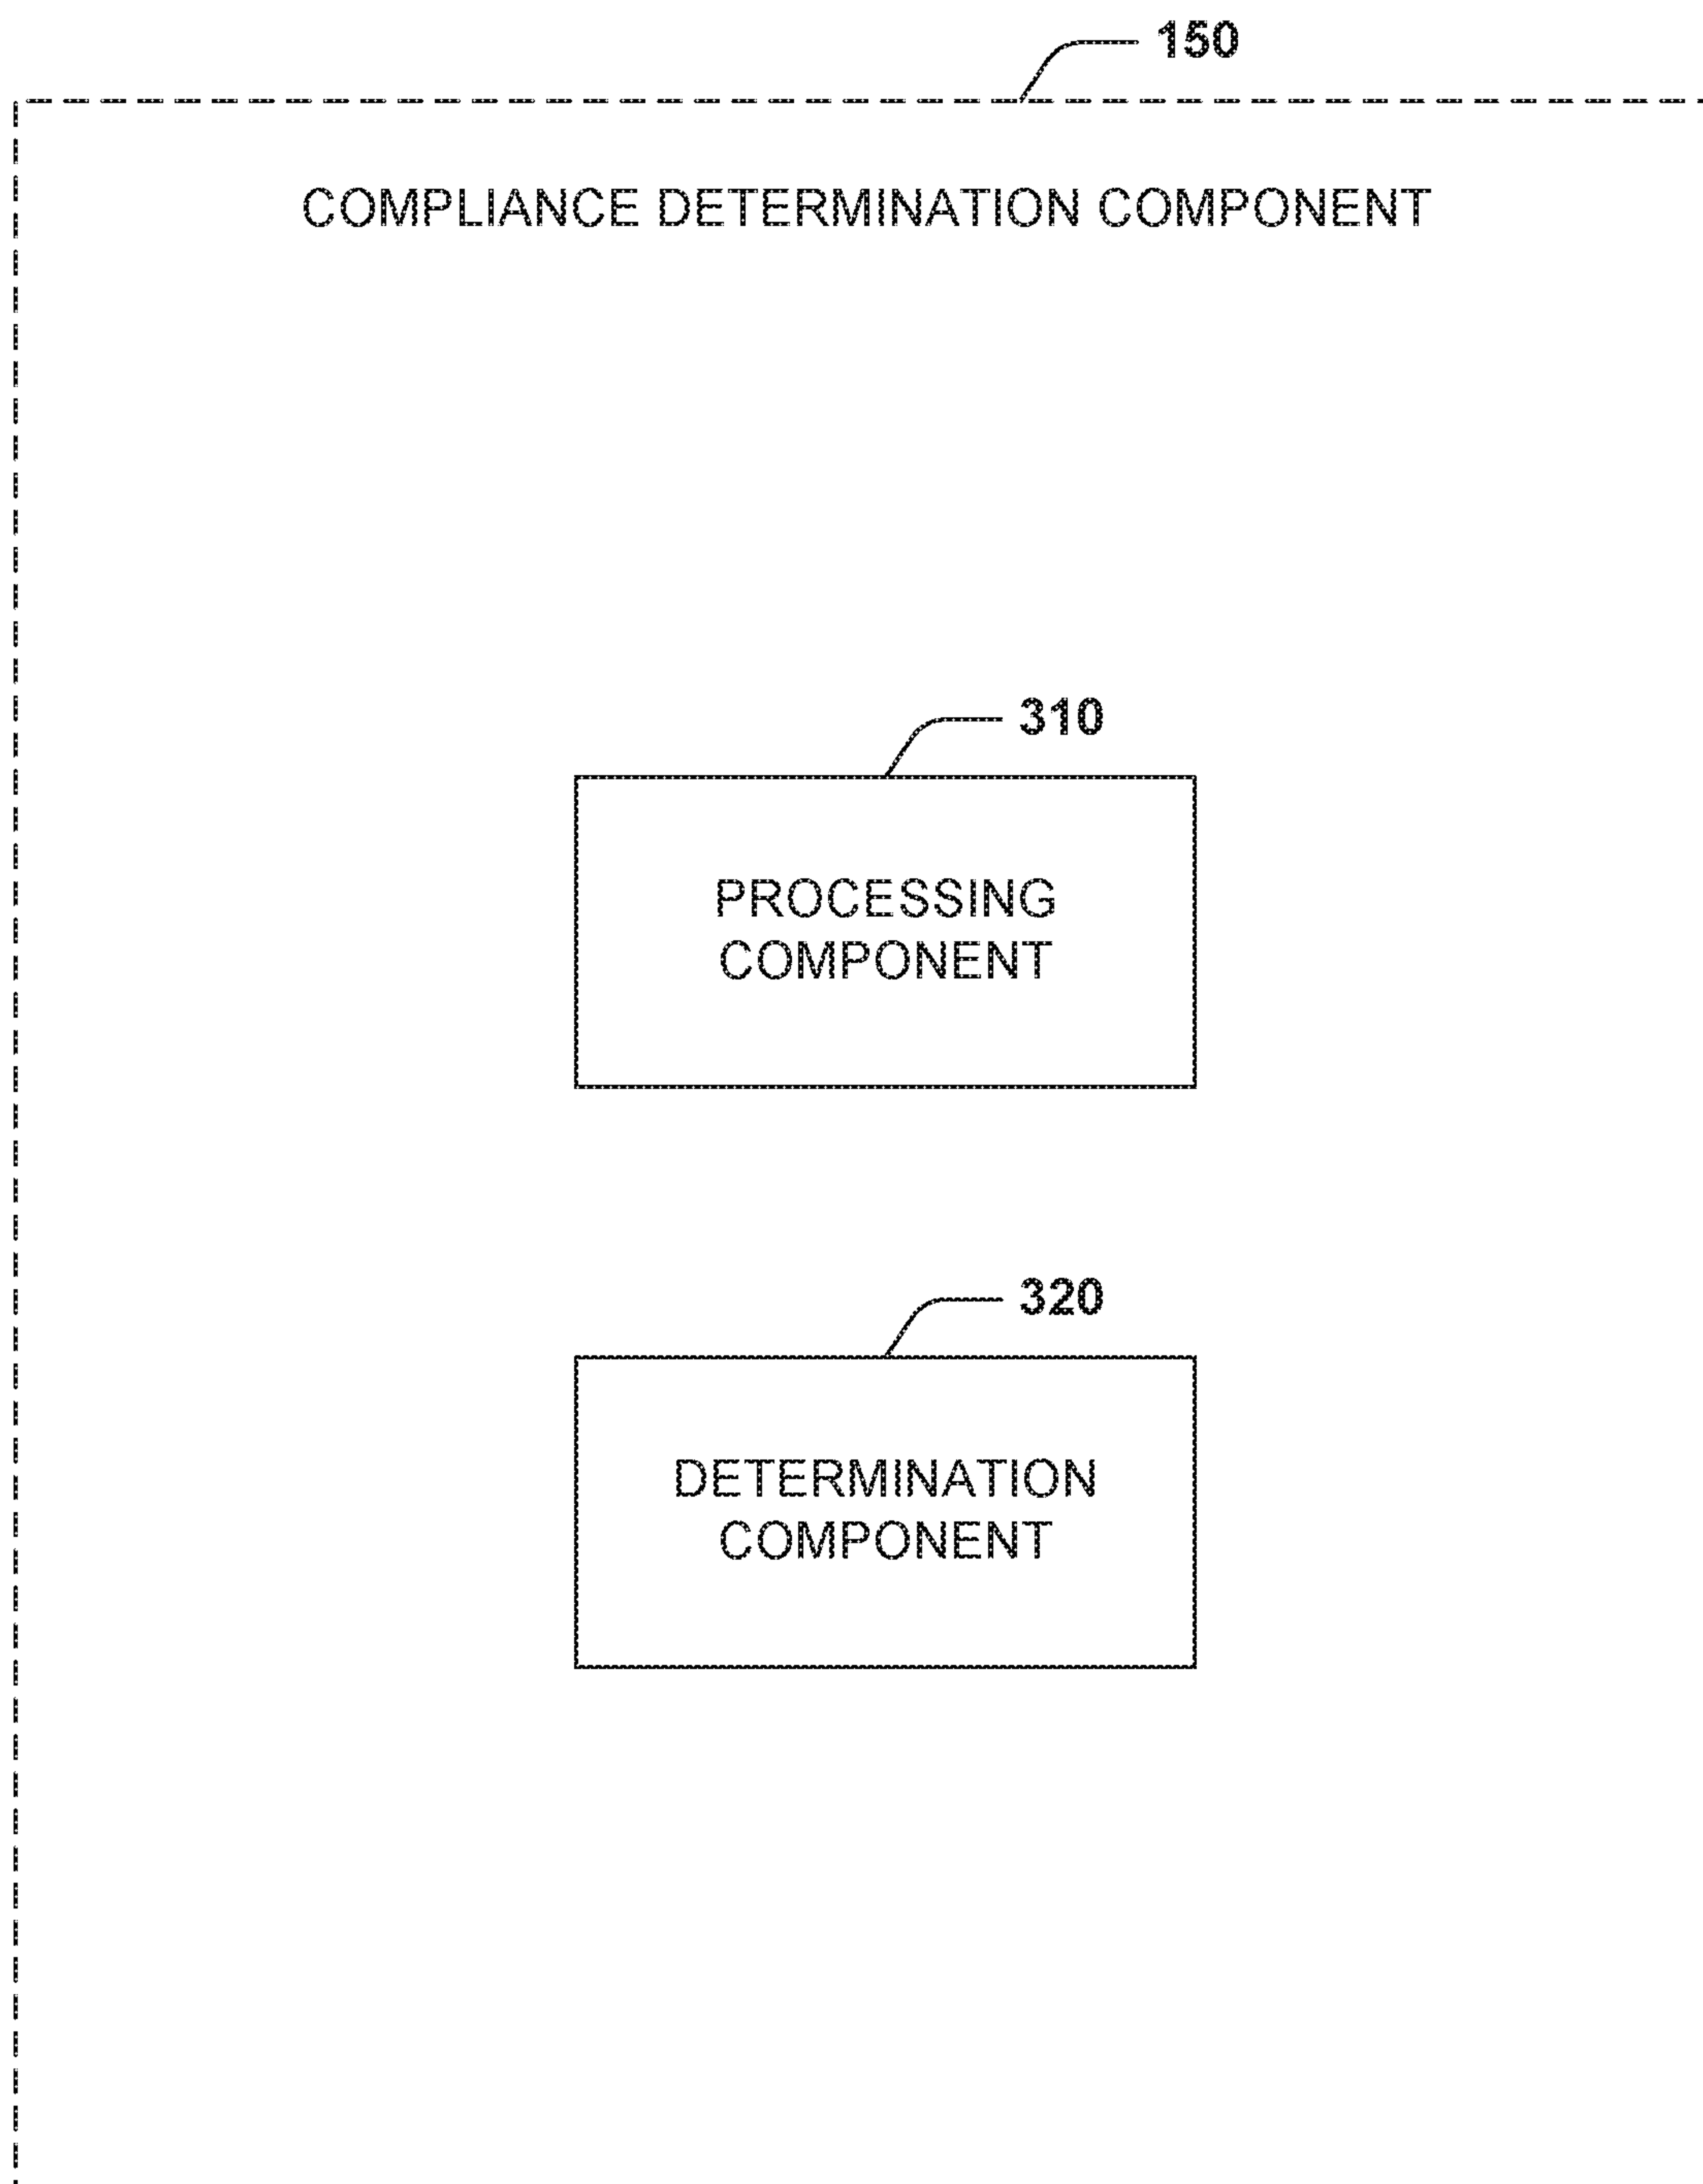 150
COMPLIANCE DETERMINATION COMPONENT
310
PROCESSING
COMPONENT
320
DETERMINATION
COMPONENT